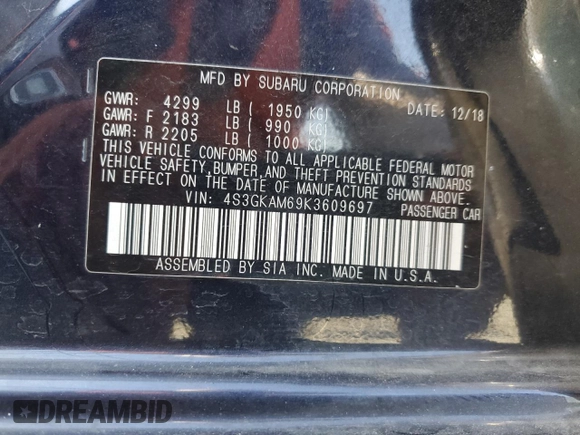 MFD BY SUBARU CORPORATION
GVWR: 4299 LB ( 1950 KG) DATE: 12/18
GAWR: F 2183 LB ( 990 KG)
GAWR: R 2205 LB ( 1000 KG)
THIS VEHICLE CONFORMS TO ALL APPLICABLE FEDERAL MOTOR
VEHICLE SAFETY, BUMPER, AND THEFT PREVENTION STANDARDS
IN EFFECT ON THE DATE OF MANUFACTURE SHOWN ABOVE.
VIN: 4S3GKAM69K3609697 PASSENGER CAR
ASSEMBLED BY SIA INC. MADE IN U.S.A.
DREAMBID